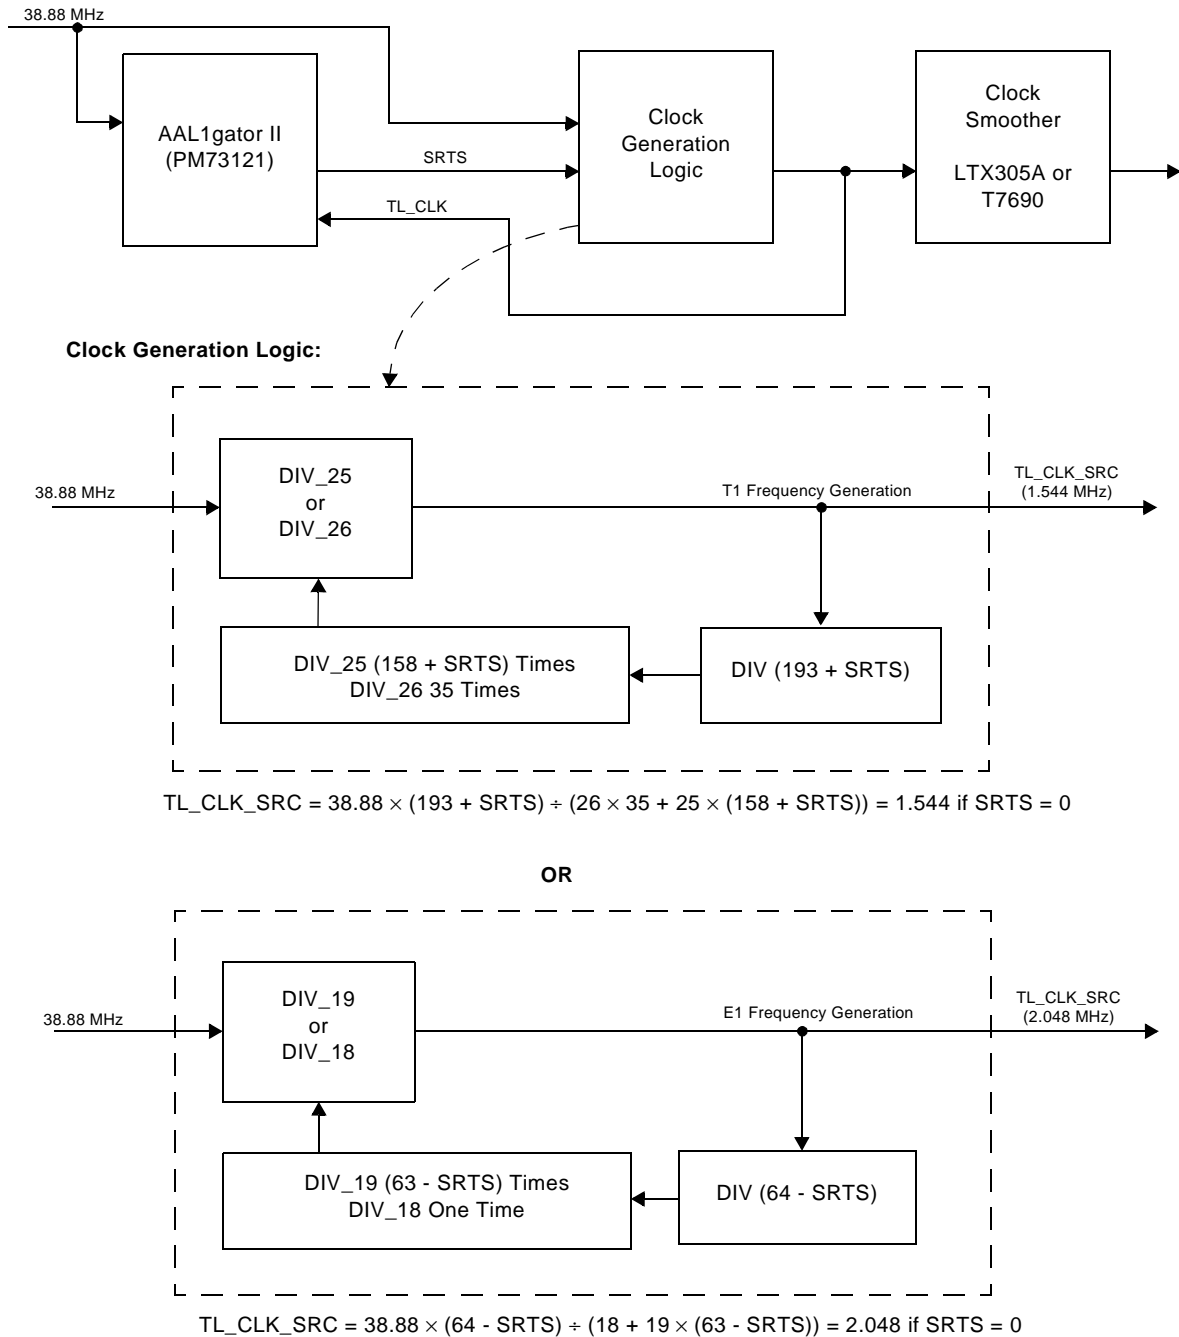 38.88 MHz
AAL1gator II
(PM73121)
SRTS
TL_CLK
Clock
Generation
Logic
Clock
Smoother
LTX305A or
T7690
Clock Generation Logic:
38.88 MHz
DIV_25
or
DIV_26
T1 Frequency Generation
TL_CLK_SRC
(1.544 MHz)
DIV_25 (158 + SRTS) Times
DIV_26 35 Times
DIV (193 + SRTS)
TL_CLK_SRC = 38.88 × (193 + SRTS) ÷ (26 × 35 + 25 × (158 + SRTS)) = 1.544 if SRTS = 0
OR
38.88 MHz
DIV_19
or
DIV_18
E1 Frequency Generation
TL_CLK_SRC
(2.048 MHz)
DIV_19 (63 - SRTS) Times
DIV_18 One Time
DIV (64 - SRTS)
TL_CLK_SRC = 38.88 × (64 - SRTS) ÷ (18 + 19 × (63 - SRTS)) = 2.048 if SRTS = 0